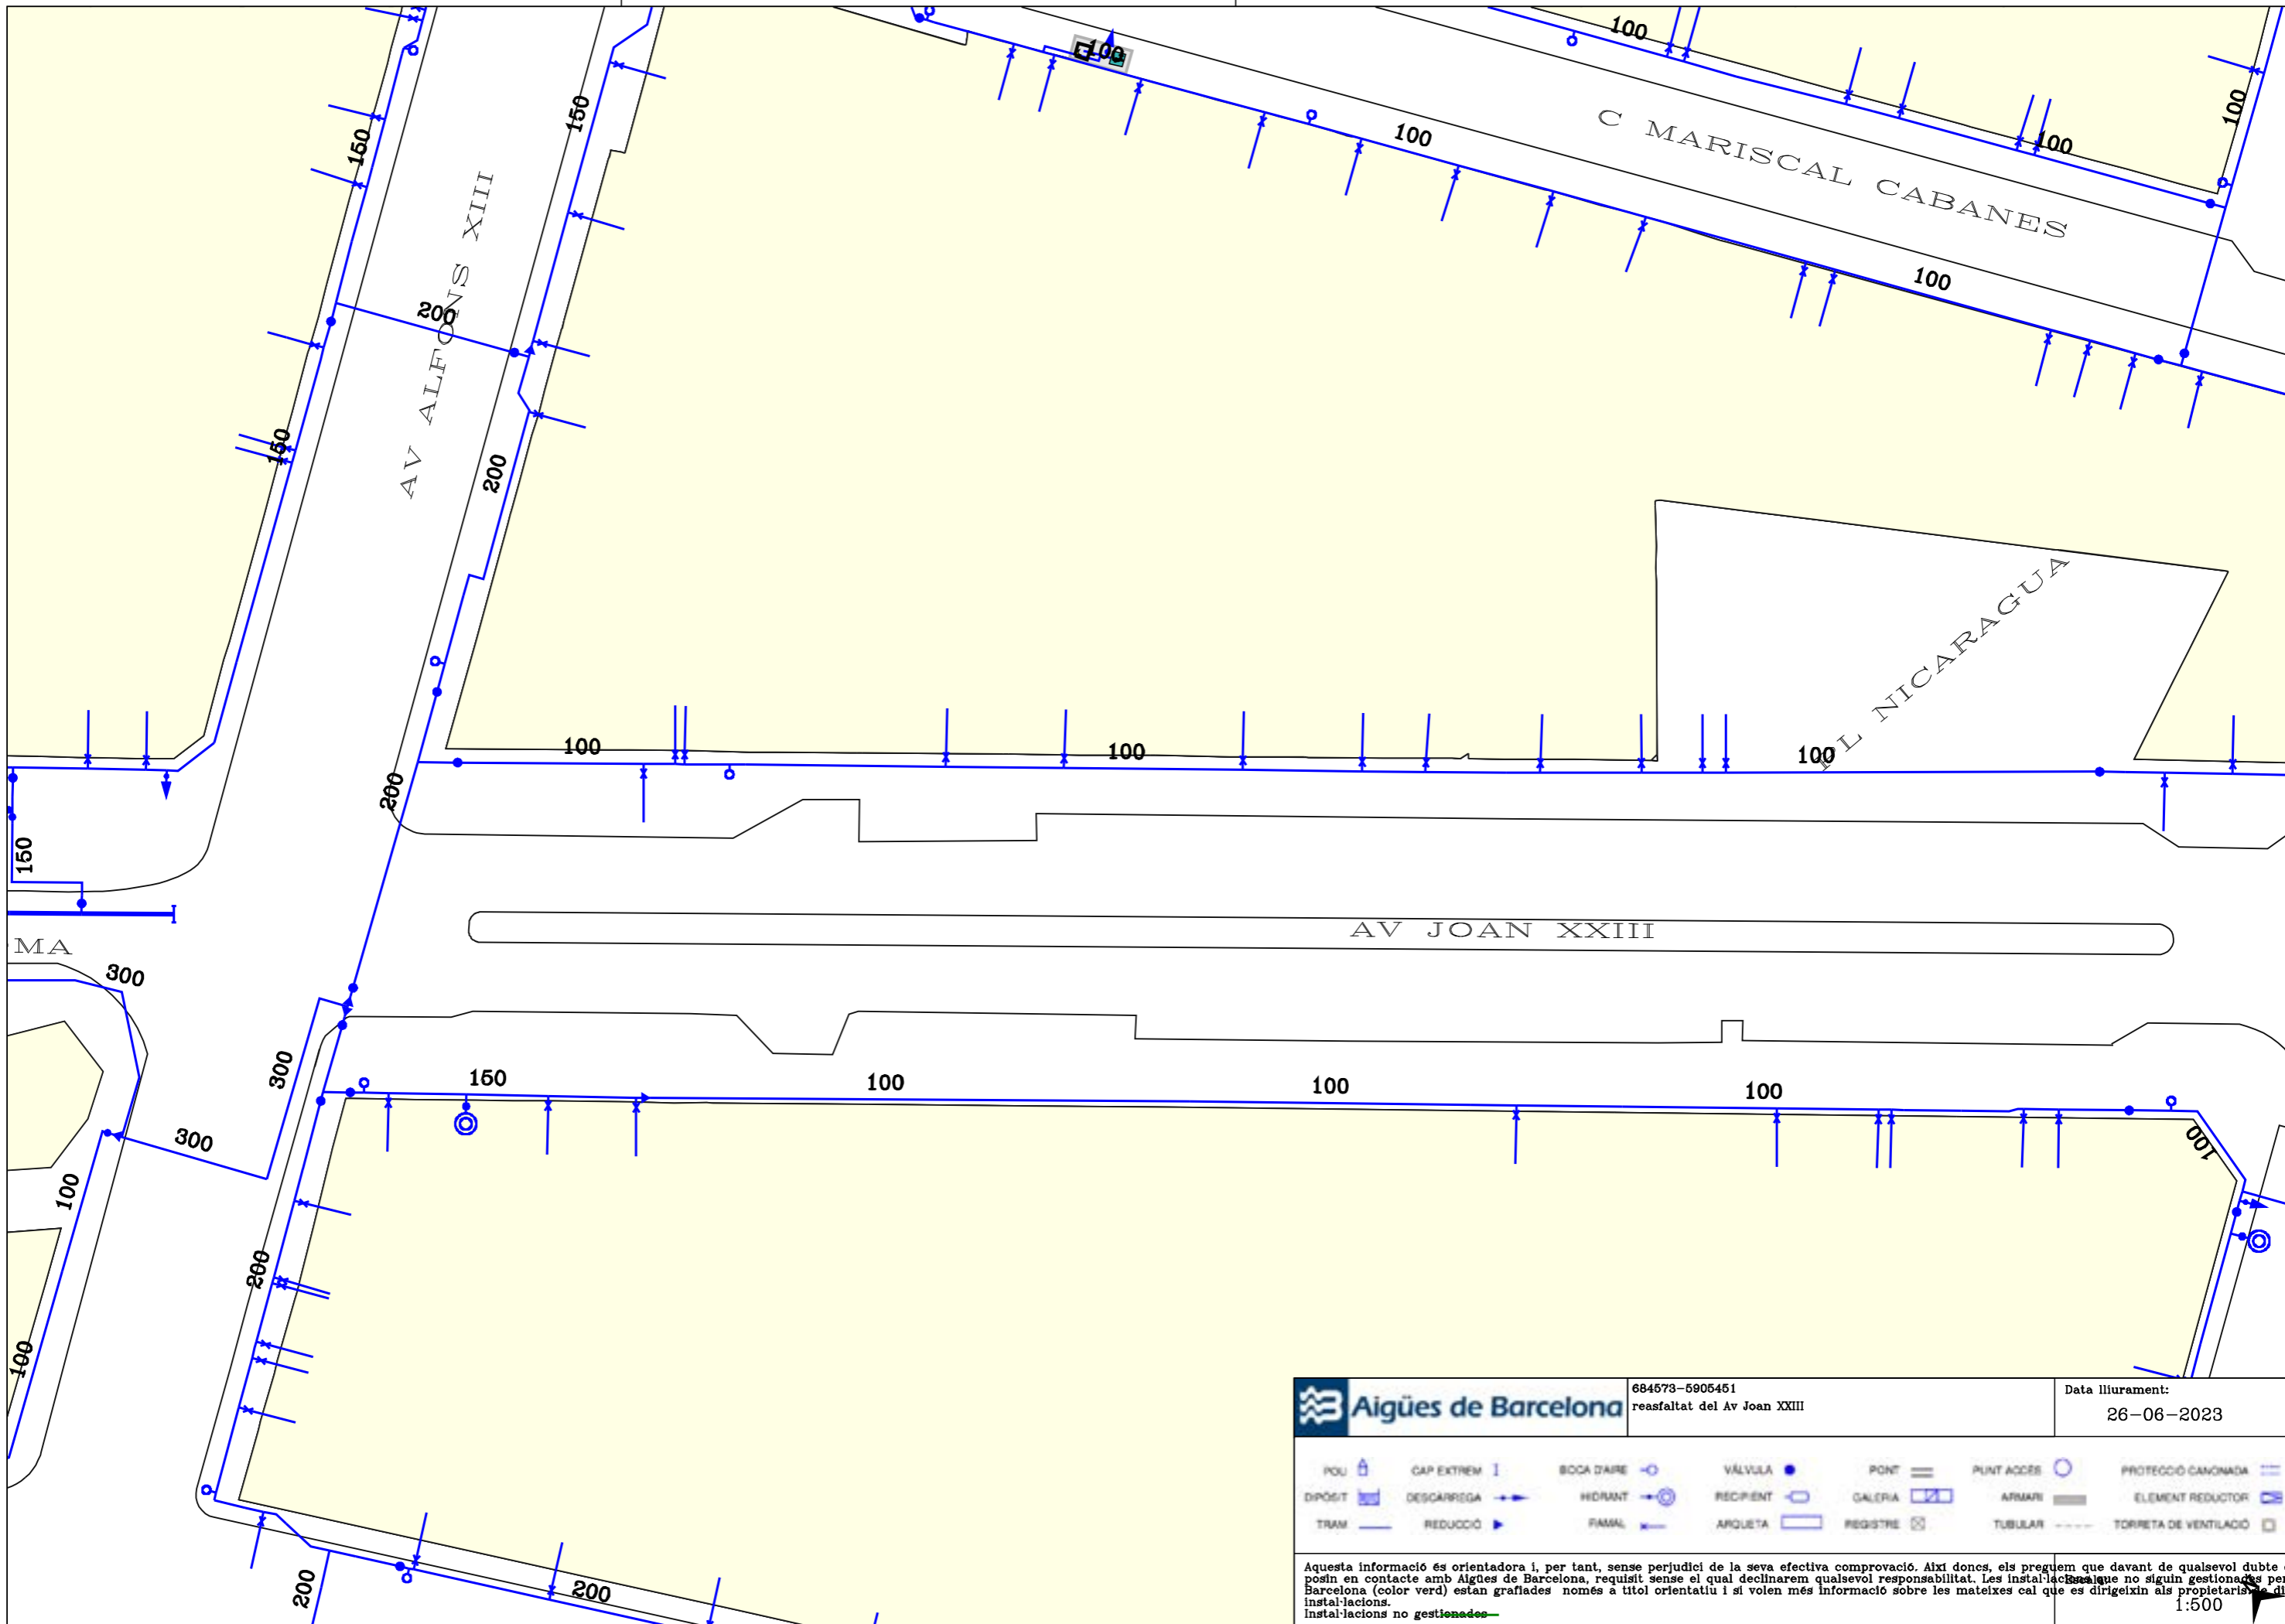 100
100
150
150
100
C MARISCAL CABANES
100
100
AV ALFONS XIII
200
100
150
200
PL NICARAGUA
100
100
100
200
150
AV JOAN XXIII
MA
300
300
150
100
100
100
300
100
100
200
100
200
200
Aigües de Barcelona
684573-5905451
reasfaltat del Av Joan XXIII
Data lliurament:
26-06-2023
POU CAP EXTREM BOCA D'AIRE VÀLVULA PONT PUNT ACCÉS PROTECCIÓ CANONADA
DIPÒSIT DESCÀRREGA HIDRANT RECIPIENT GALERIA ARMARI ELEMENT REDUCTOR
TRAM REDUCCIÓ RAMAL ARQUETA REGISTRE TUBULAR TORRETA DE VENTILACIÓ
Aquesta informació és orientadora i, per tant, sense perjudici de la seva efectiva comprovació. Així doncs, els preguem que davant de qualsevol dubte
posin en contacte amb Aigües de Barcelona, requisit sense el qual declinarem qualsevol responsabilitat. Les instal·lacions que no siguin gestionades per
Barcelona (color verd) estan grafiades només a títol orientatiu i si volen més informació sobre les mateixes cal que es dirigeixin als propietaris de
instal·lacions.
Instal·lacions no gestionades
Escala:
1:500